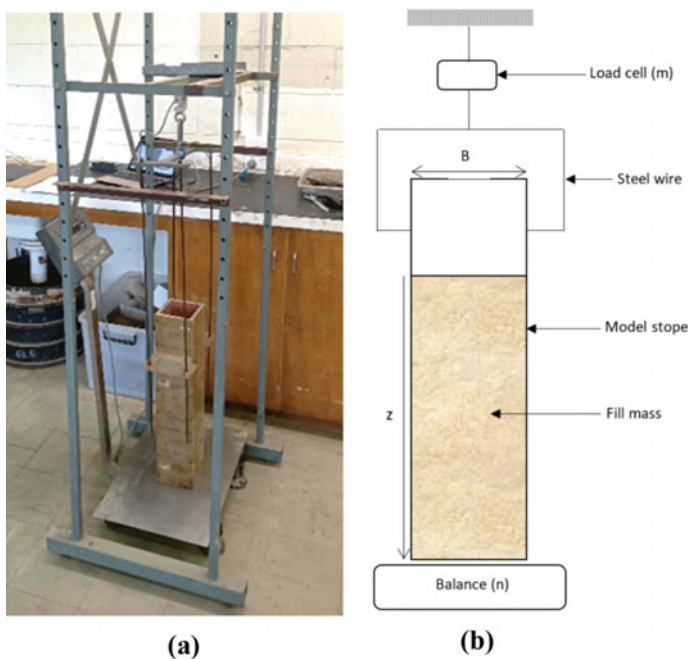 Load cell (m)
B
Steel wire
Model stope
z
Fill mass
Balance (n)
(a)
(b)